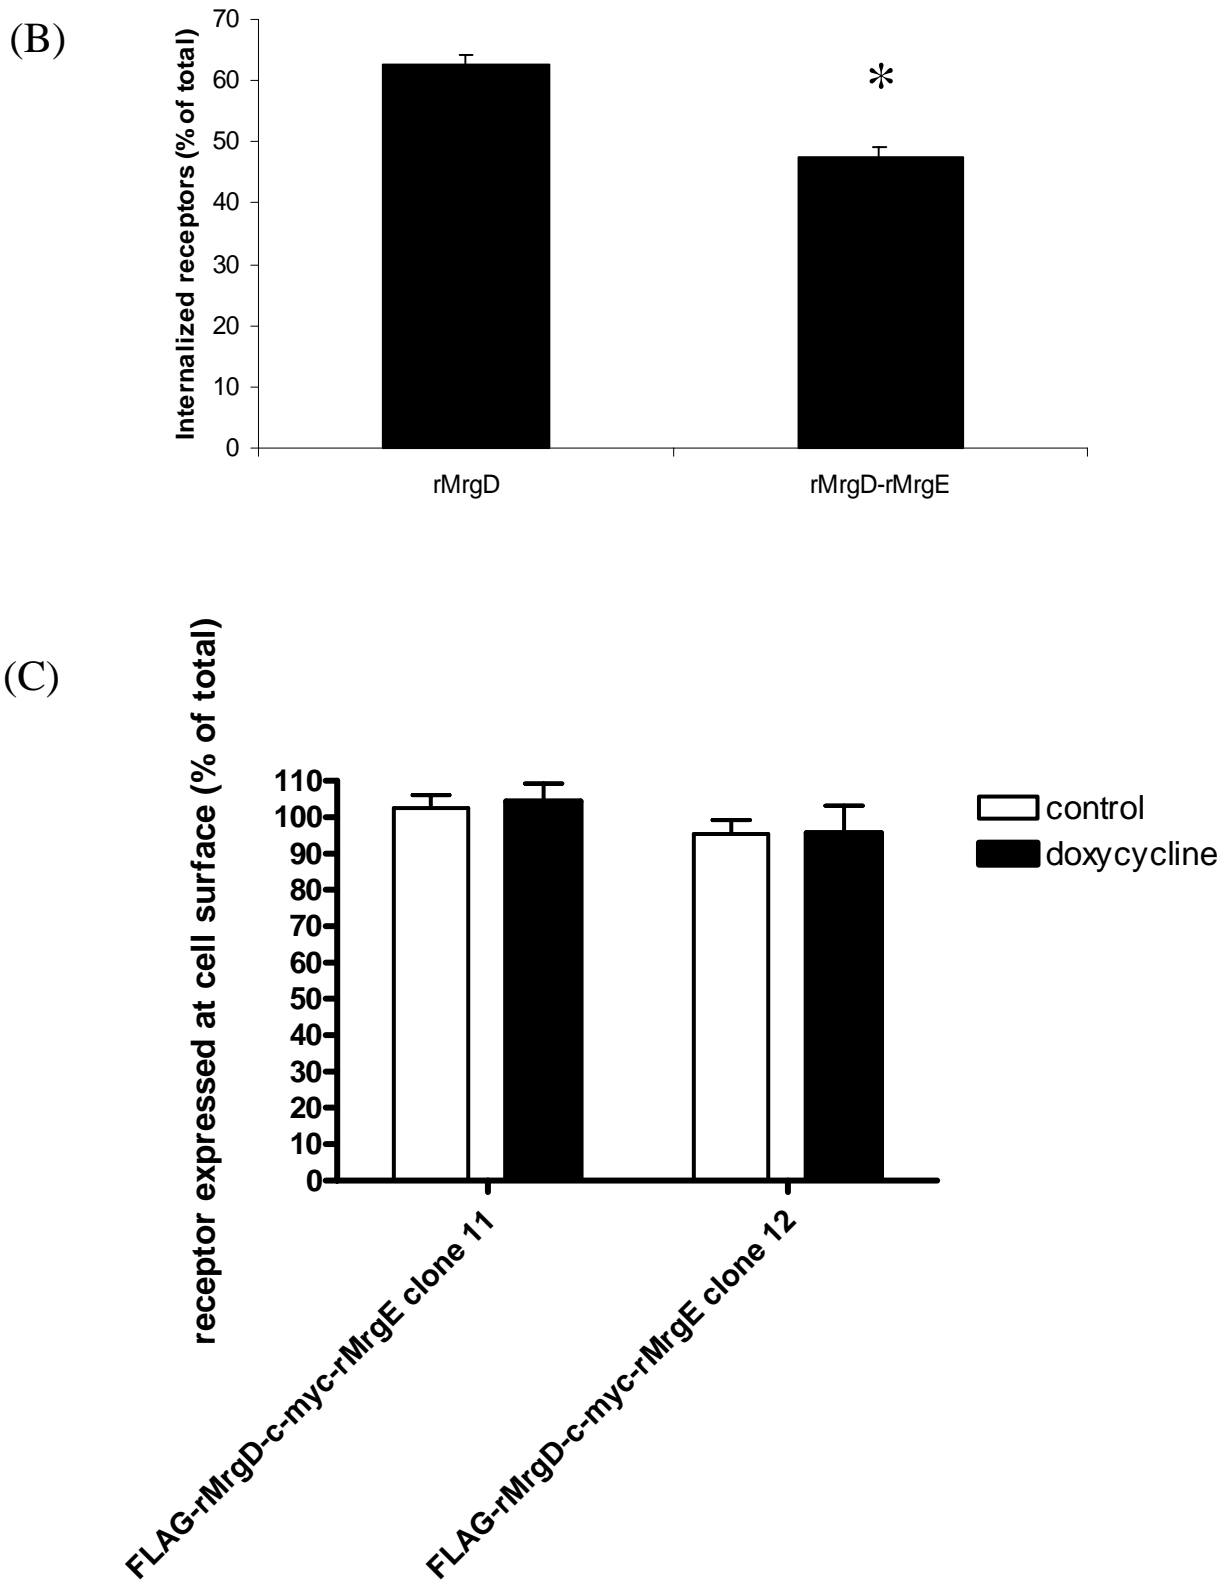 (B)
Internalized receptors (% of total)
70
60
50
40
30
20
10
0
*
rMrgD
rMrgD-rMrgE
(C)
receptor expressed at cell surface (% of total)
110
100
90
80
70
60
50
40
30
20
10
0
control
doxycycline
FLAG-rMrgD-c-myc-rMrgE clone 11
FLAG-rMrgD-c-myc-rMrgE clone 12